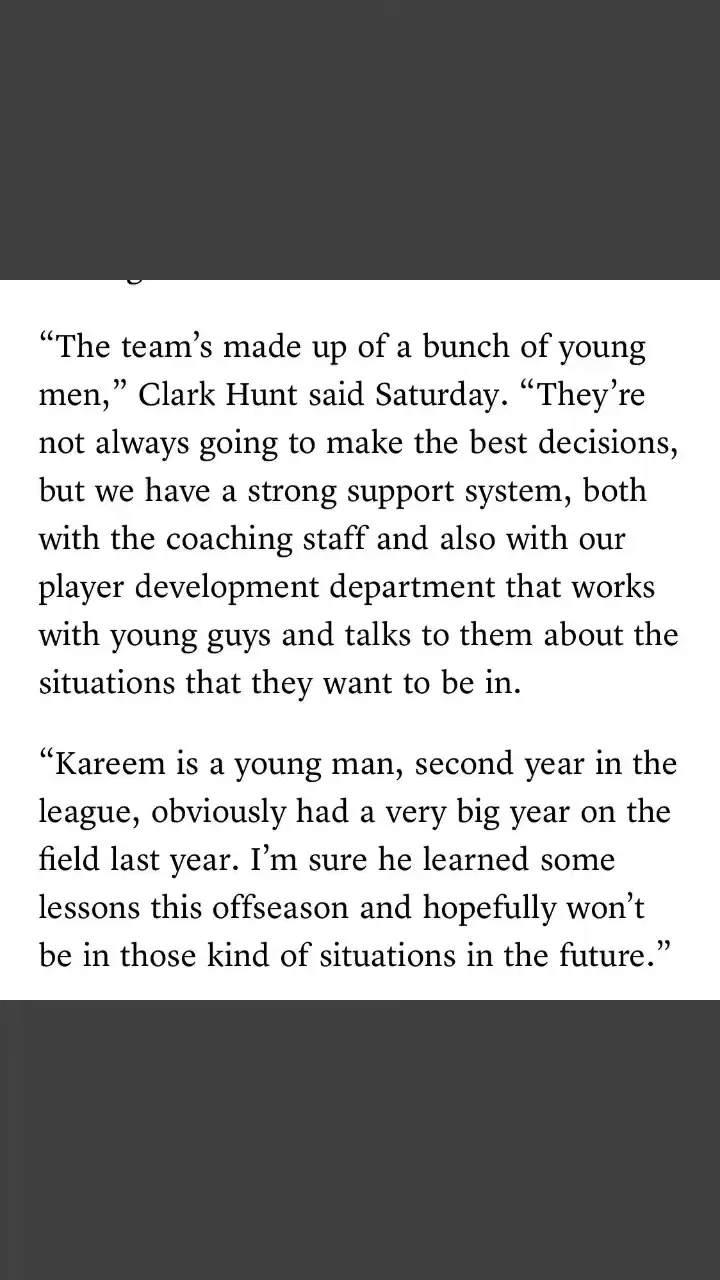 “The team’s made up of a bunch of young
men,” Clark Hunt said Saturday. “They’re
not always going to make the best decisions,
but we have a strong support system, both
with the coaching staff and also with our
player development department that works
with young guys and talks to them about the
situations that they want to be in.
“Kareem is a young man, second year in the
league, obviously had a very big year on the
field last year. I’m sure he learned some
lessons this offseason and hopefully won’t
be in those kind of situations in the future.”